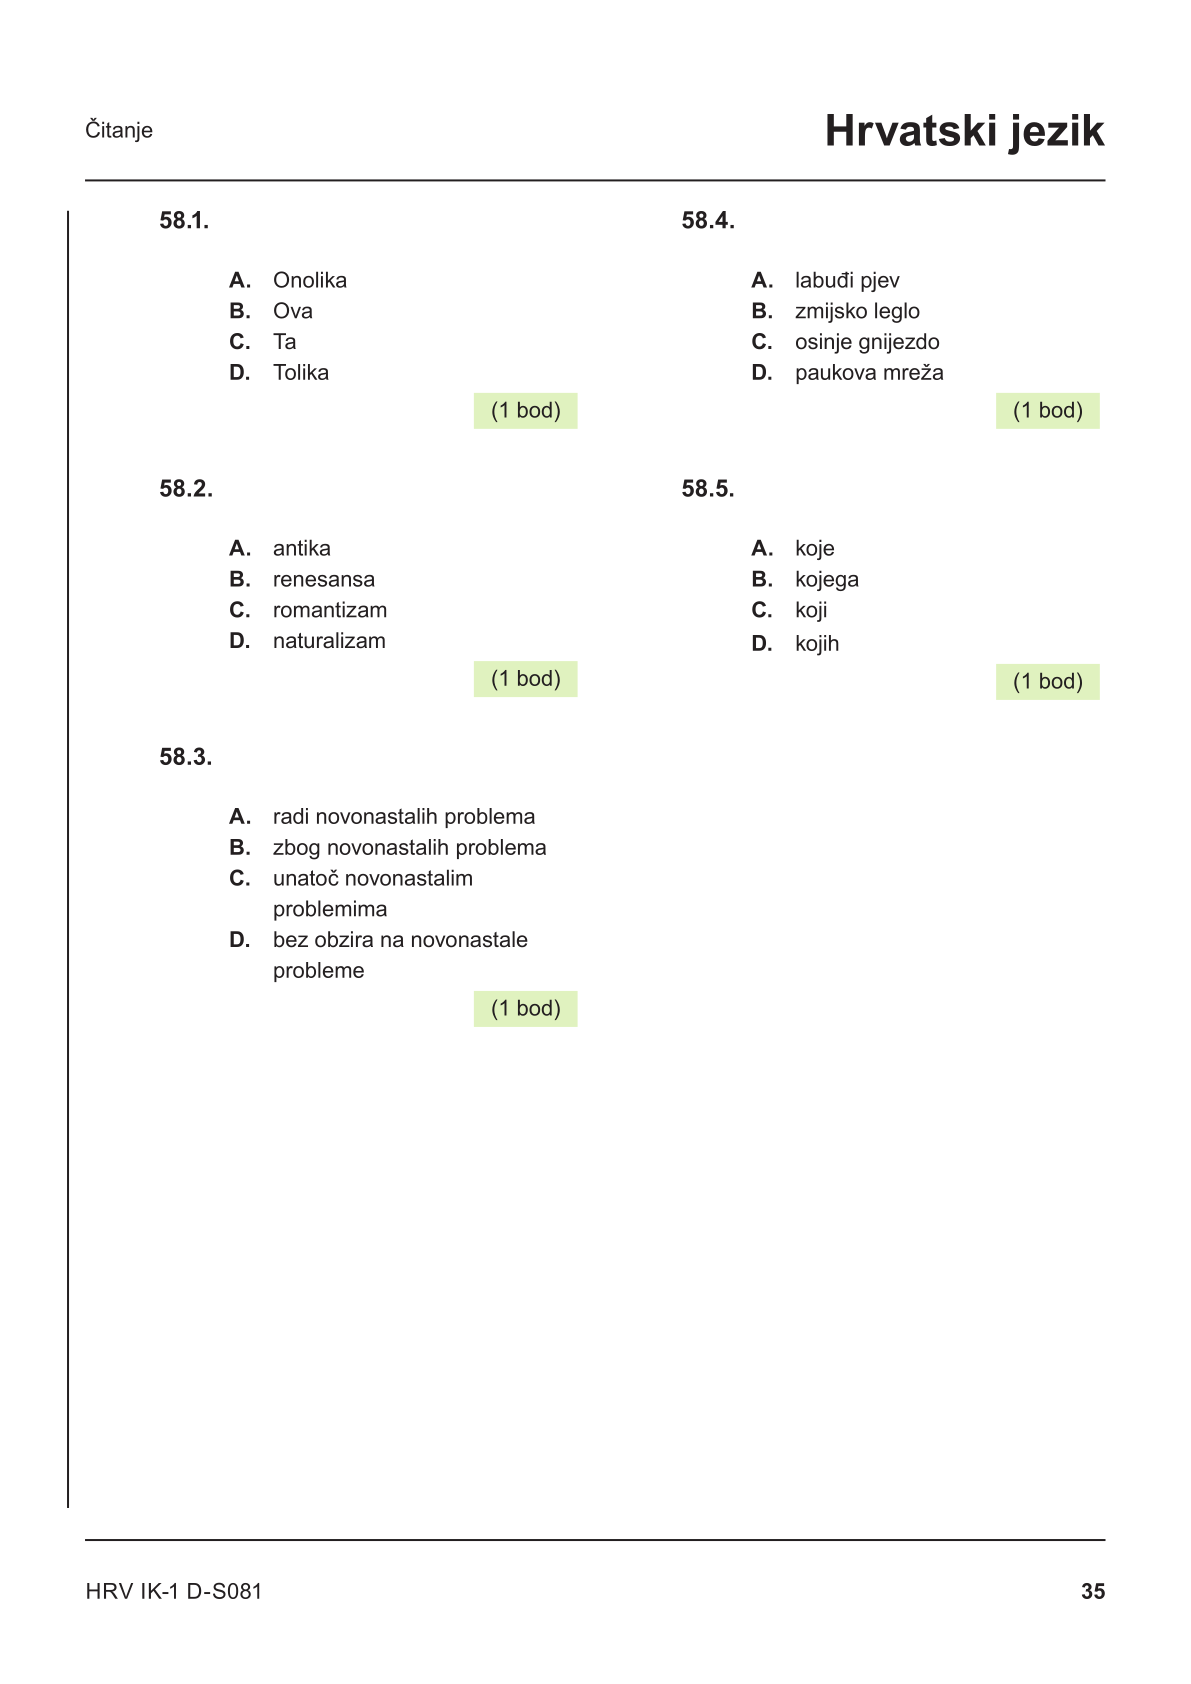 Čitanje
Hrvatski jezik
58.1.
A. Onolika
B. Ova
C. Ta
D. Tolika
(1 bod)
58.2.
A. antika
B. renesansa
C. romantizam
D. naturalizam
(1 bod)
58.3.
A. radi novonastalih problema
B. zbog novonastalih problema
C. unatoč novonastalim
problemima
D. bez obzira na novonastale
probleme
(1 bod)
58.4.
A. labuđi pjev
B. zmijsko leglo
C. osinje gnijezdo
D. paukova mreža
(1 bod)
58.5.
A. koje
B. kojega
C. koji
D. kojih
(1 bod)
HRV IK-1 D-S081
35